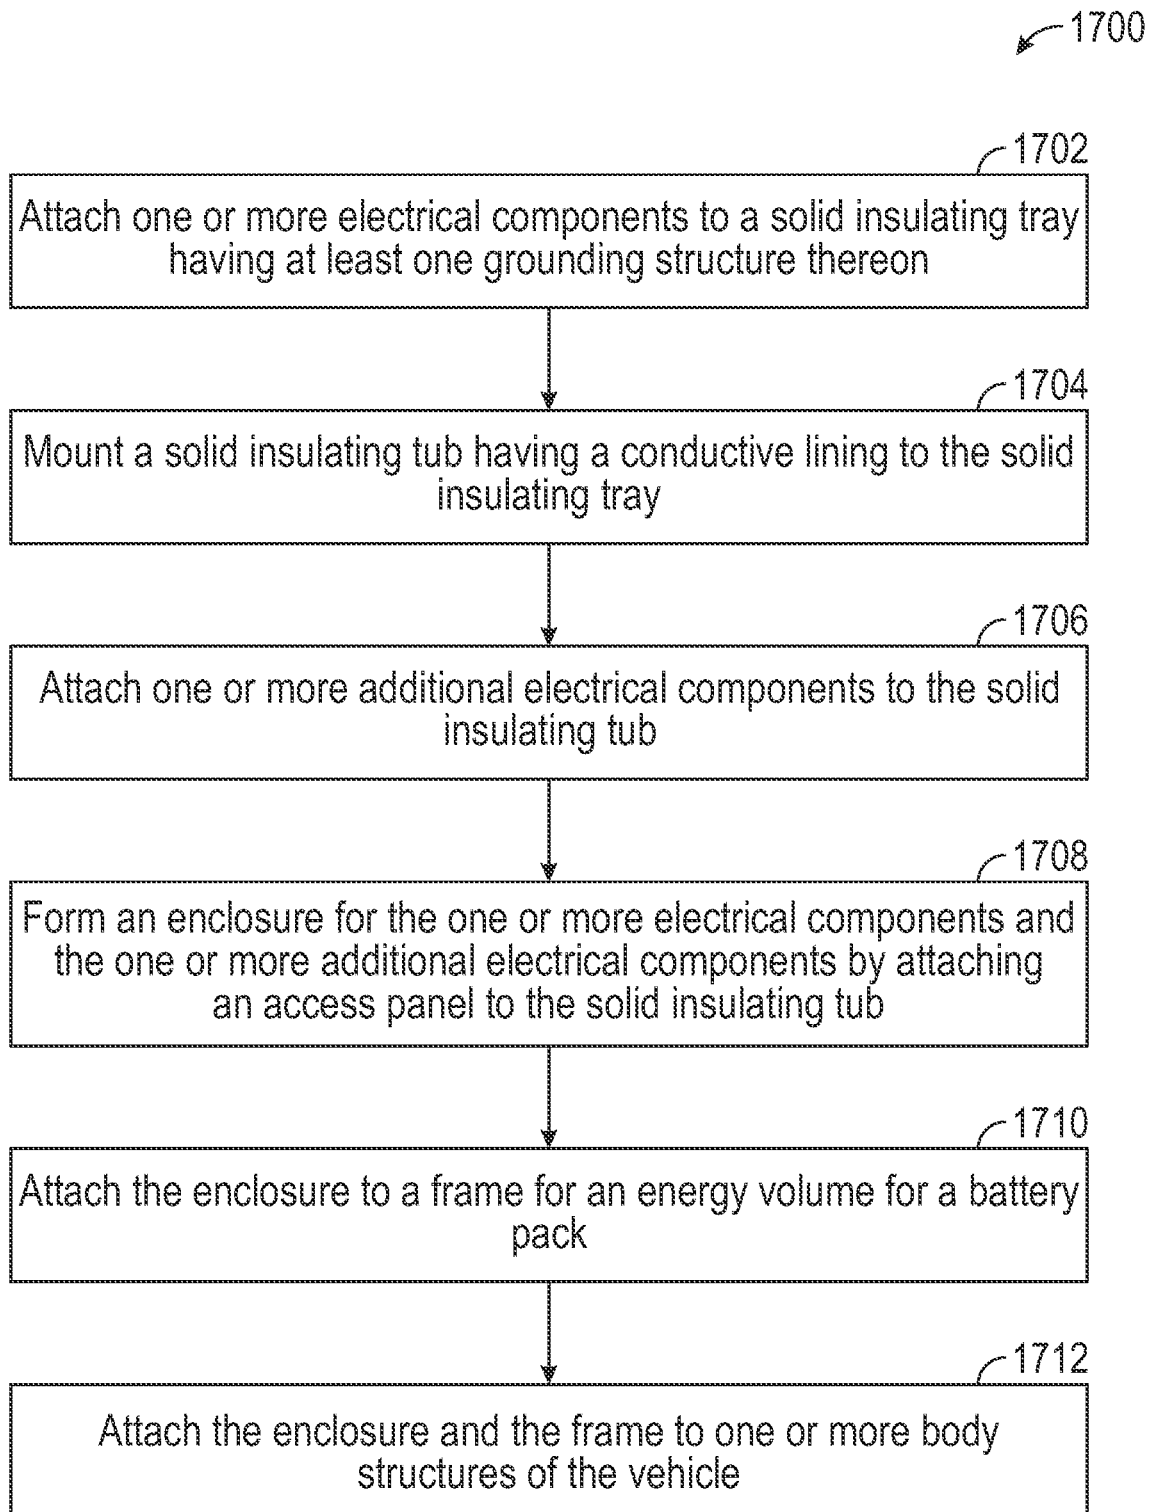 1700
1702
Attach one or more electrical components to a solid insulating tray
having at least one grounding structure thereon
1704
Mount a solid insulating tub having a conductive lining to the solid
insulating tray
1706
Attach one or more additional electrical components to the solid
insulating tub
1708
Form an enclosure for the one or more electrical components and
the one or more additional electrical components by attaching
an access panel to the solid insulating tub
1710
Attach the enclosure to a frame for an energy volume for a battery
pack
1712
Attach the enclosure and the frame to one or more body
structures of the vehicle